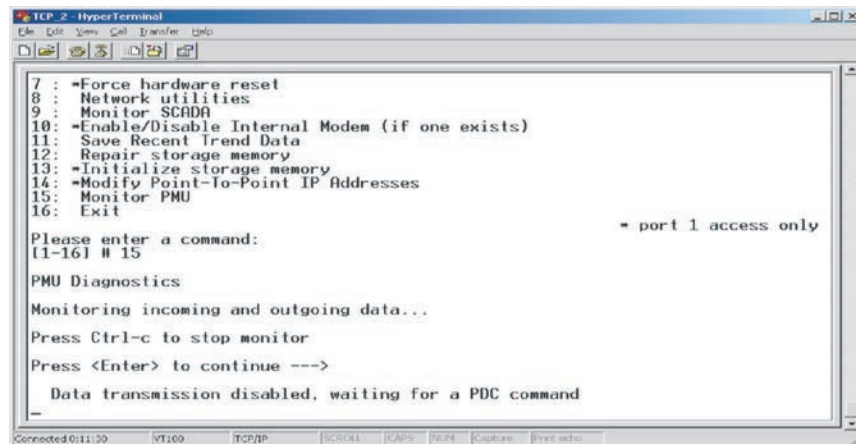 TCP_2 - HyperTerminal
File Edit View Call Transfer Help
7 : *Force hardware reset
8 : Network utilities
9 : Monitor SCADA
10: *Enable/Disable Internal Modem (if one exists)
11: Save Recent Trend Data
12: Repair storage memory
13: *Initialize storage memory
14: *Modify Point-To-Point IP Addresses
15: Monitor PMU
16: Exit
* port 1 access only
Please enter a command:
[1-16] # 15
PMU Diagnostics
Monitoring incoming and outgoing data...
Press Ctrl-c to stop monitor
Press <Enter> to continue --->
Data transmission disabled, waiting for a PDC command
Connected 0:11:30 VT100 TCP/IP SCROLL CAPS NUM Capture Print echo